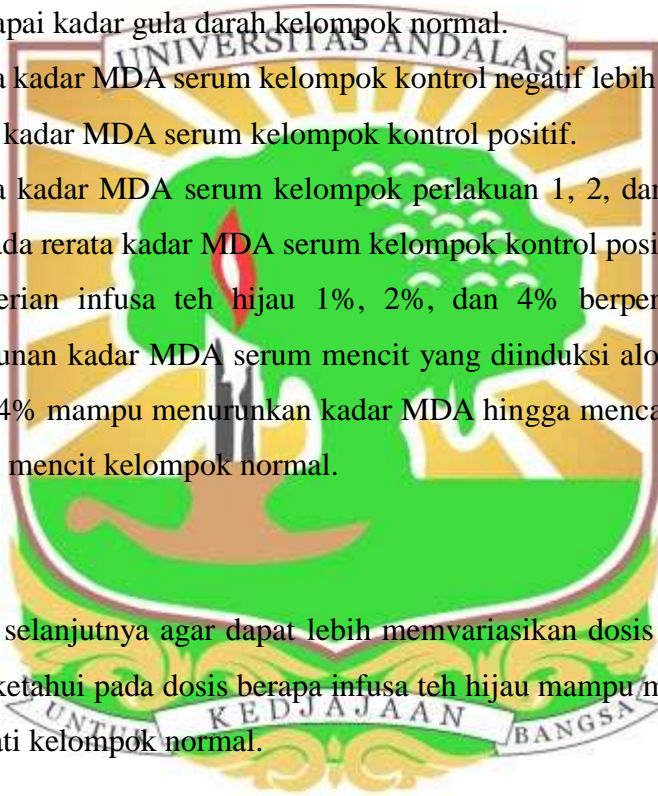 apai kadar gula darah kelompok normal.
UNIVERSITAS ANDALAS
kadar MDA serum kelompok kontrol negatif lebih
kadar MDA serum kelompok kontrol positif.
kadar MDA serum kelompok perlakuan 1, 2, dan
ada rerata kadar MDA serum kelompok kontrol posi
erian infusa teh hijau 1%, 2%, dan 4% berpen
unan kadar MDA serum mencit yang diinduksi alo
4% mampu menurunkan kadar MDA hingga menca
mencit kelompok normal.
selanjutnya agar dapat lebih memvariasikan dosis
ketahui pada dosis berapa infusa teh hijau mampu m
UNTUK KEDJAJAAN BANGSA
ati kelompok normal.